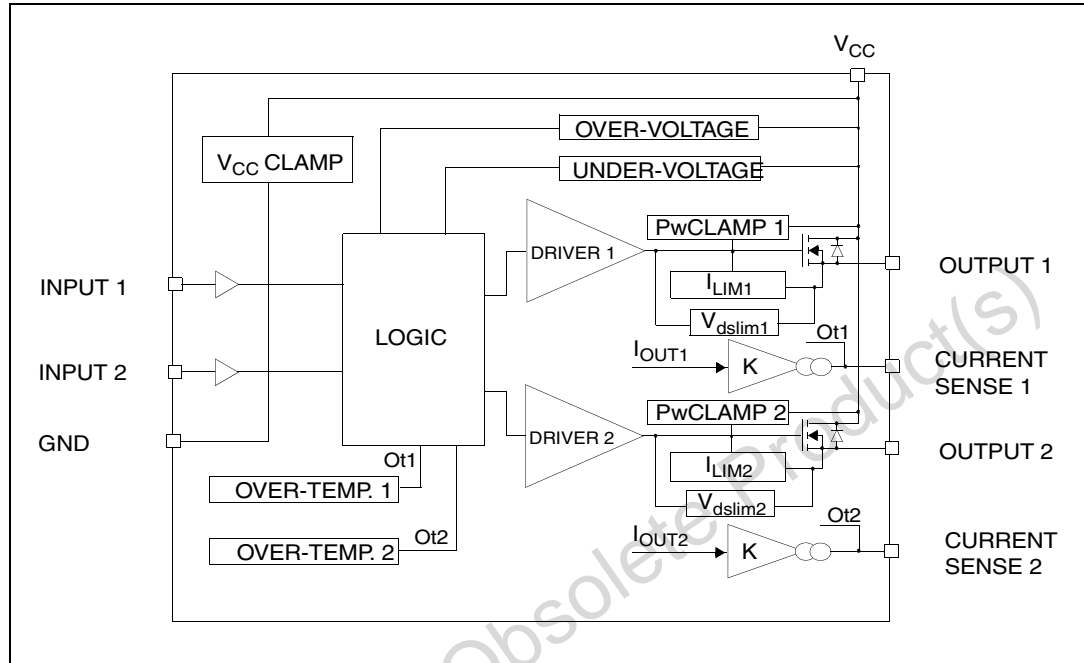 VCC
OVER-VOLTAGE
VCC CLAMP
UNDER-VOLTAGE
PwCLAMP 1
DRIVER 1
INPUT 1
OUTPUT 1
ILIM1
Vdslim1
LOGIC
Ot1
IOUT1
K
INPUT 2
CURRENT
SENSE 1
PwCLAMP 2
GND
DRIVER 2
OUTPUT 2
Ot1
ILIM2
OVER-TEMP. 1
Vdslim2
Ot2
Ot2
IOUT2
K
OVER-TEMP. 2
CURRENT
SENSE 2
Obsolete Product(s)